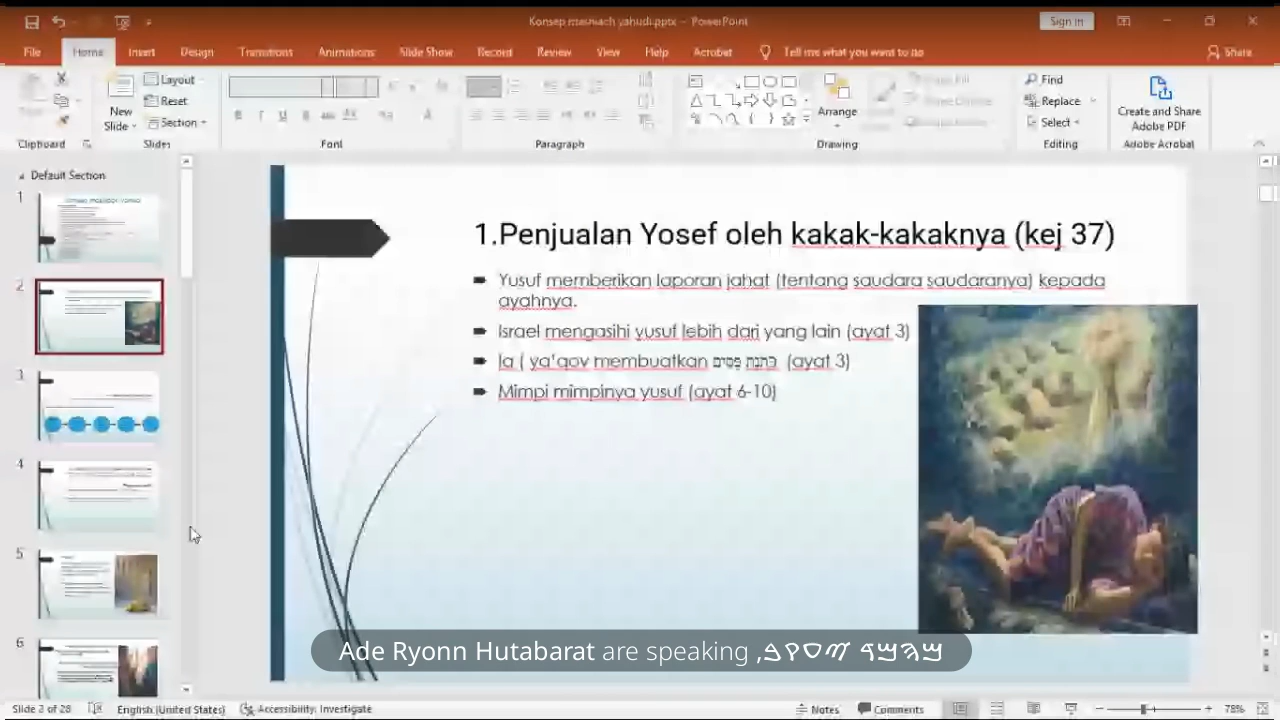 Konsep masniach yahudi.pptx - PowerPoint
Sign in
File Home Insert Design Transitions Animations Slide Show Record Review View Help Acrobat Tell me what you want to do Share
Layout
Reset
Section
New
Slide
Arrange
Find
Replace
Select
Create and Share
Adobe PDF
Clipboard Slides Font Paragraph Drawing Editing Adobe Acrobat
Default Section
1
2
3
4
5
6
1.Penjualan Yosef oleh kakak-kakaknya (kej 37)
Yusuf memberikan laporan jahat (tentang saudara saudaranya) kepada
ayahnya.
Israel mengasihi yusuf lebih dari yang lain (ayat 3)
Ia ( ya'qov membuatkan כתנת פסים (ayat 3)
Mimpi mimpinya yusuf (ayat 6-10)
Ade Ryonn Hutabarat are speaking
Slide 2 of 28 English (United States) Accessibility: Investigate Notes Comments 78%